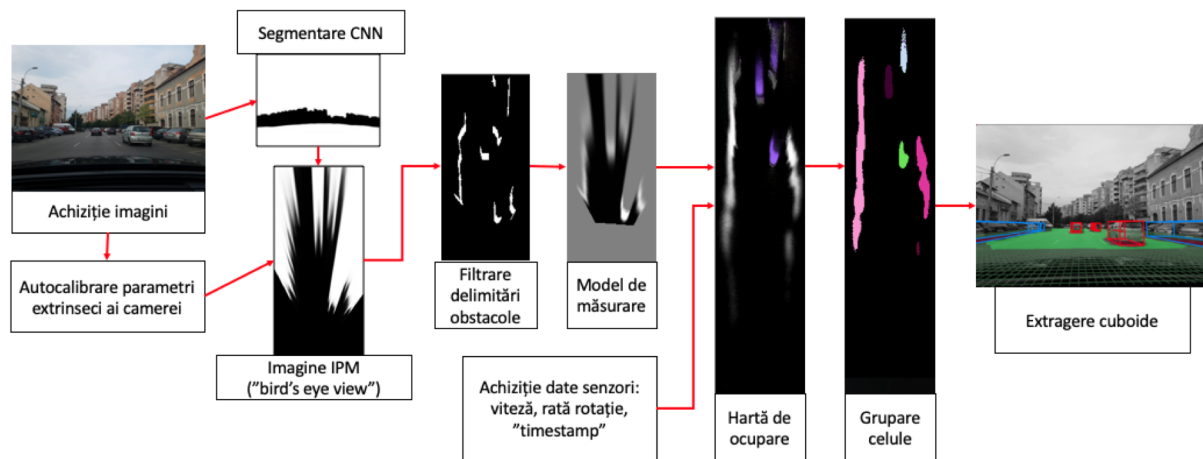 Segmentare CNN
Achiziție imagini
Autocalibrare parametri
extrinseci ai camerei
Imagine IPM
(”bird’s eye view”)
Filtrare
delimitări
obstacole
Model de
măsurare
Achiziție date senzori:
viteză, rată rotație,
”timestamp”
Hartă de
ocupare
Grupare
celule
Extragere cuboide